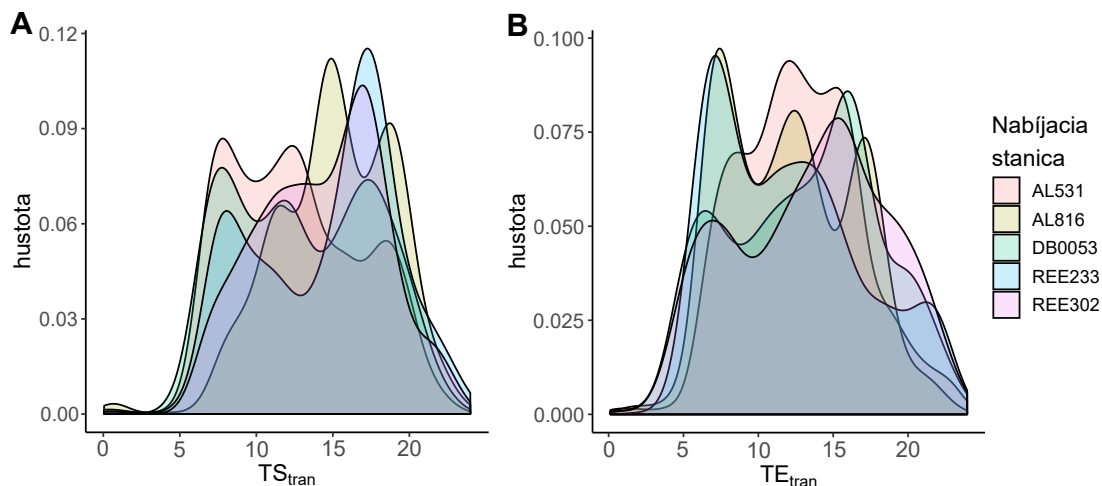 A
0.12
0.09
0.06
0.03
0.00
hustota
0 5 10 15 20
TStran
B
0.100
0.075
0.050
0.025
0.000
hustota
0 5 10 15 20
TEtran
Nabíjacia
stanica
AL531
AL816
DB0053
REE233
REE302